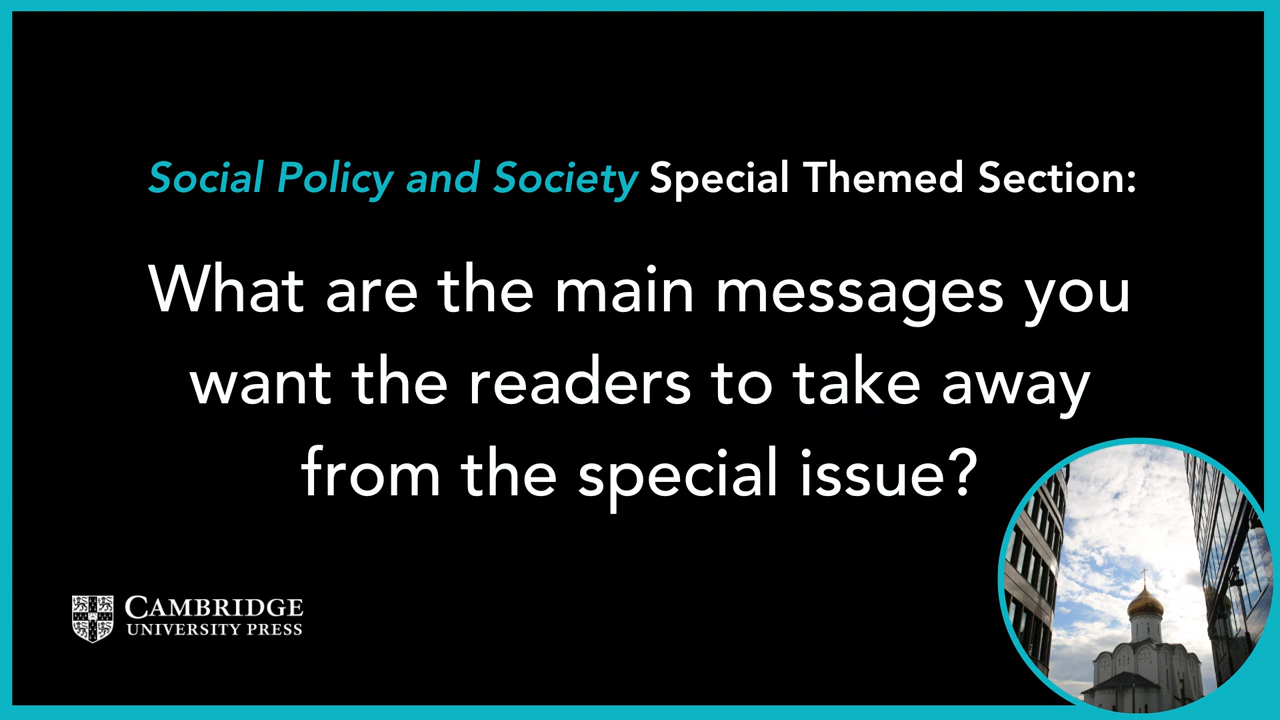 Social Policy and Society Special Themed Section:
What are the main messages you
want the readers to take away
from the special issue?
CAMBRIDGE
UNIVERSITY PRESS